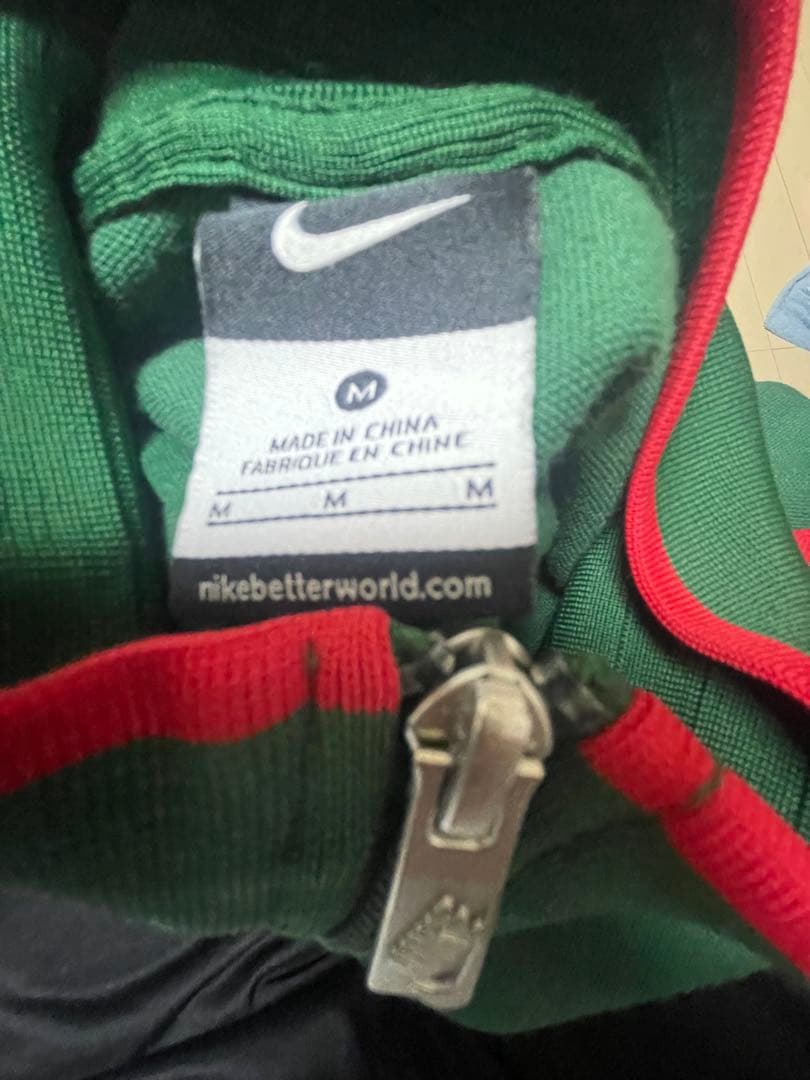 M
MADE IN CHINA
FABRIQUE EN CHINE
M M M
nikebetterworld.com